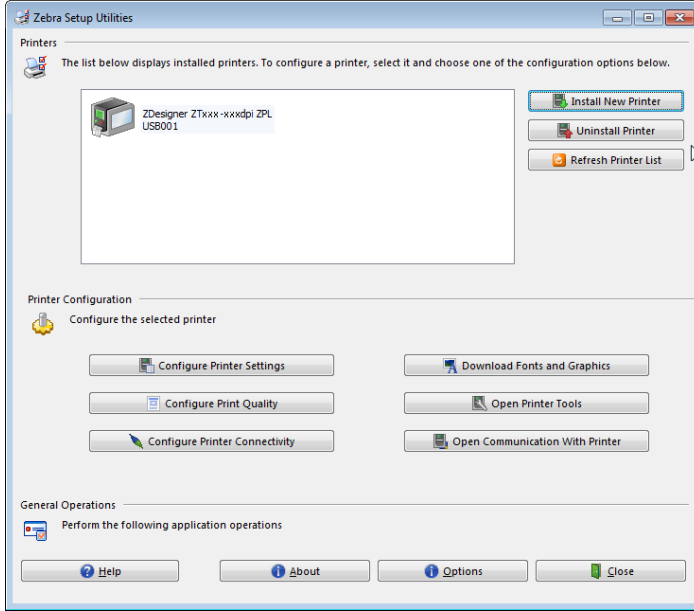 Zebra Setup Utilities
Printers
The list below displays installed printers. To configure a printer, select it and choose one of the configuration options below.
ZDesigner ZTxxx-xxxdpi ZPL
USB001
Install New Printer
Uninstall Printer
Refresh Printer List
Printer Configuration
Configure the selected printer
Configure Printer Settings
Download Fonts and Graphics
Configure Print Quality
Open Printer Tools
Configure Printer Connectivity
Open Communication With Printer
General Operations
Perform the following application operations
Help
About
Options
Close